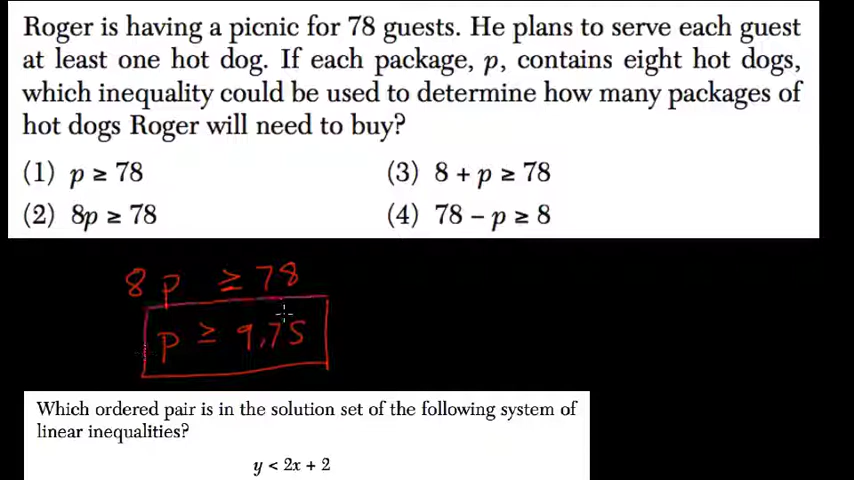 Roger is having a picnic for 78 guests. He plans to serve each guest
at least one hot dog. If each package, p, contains eight hot dogs,
which inequality could be used to determine how many packages of
hot dogs Roger will need to buy?
(1) p ≥ 78
(3) 8 + p ≥ 78
(2) 8p ≥ 78
(4) 78 − p ≥ 8
8 p ≥ 78
p ≥ 9.75
Which ordered pair is in the solution set of the following system of
linear inequalities?
y < 2x + 2